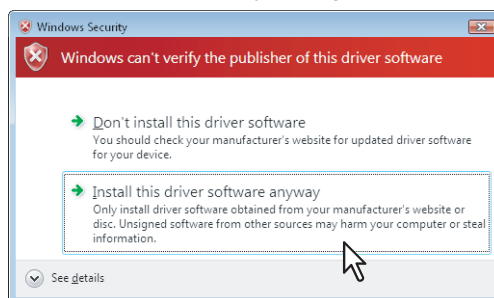 Windows Security
Windows can't verify the publisher of this driver software
Don't install this driver software
You should check your manufacturer's website for updated driver software
for your device.
Install this driver software anyway
Only install driver software obtained from your manufacturer's website or
disc. Unsigned software from other sources may harm your computer or steal
information.
See details